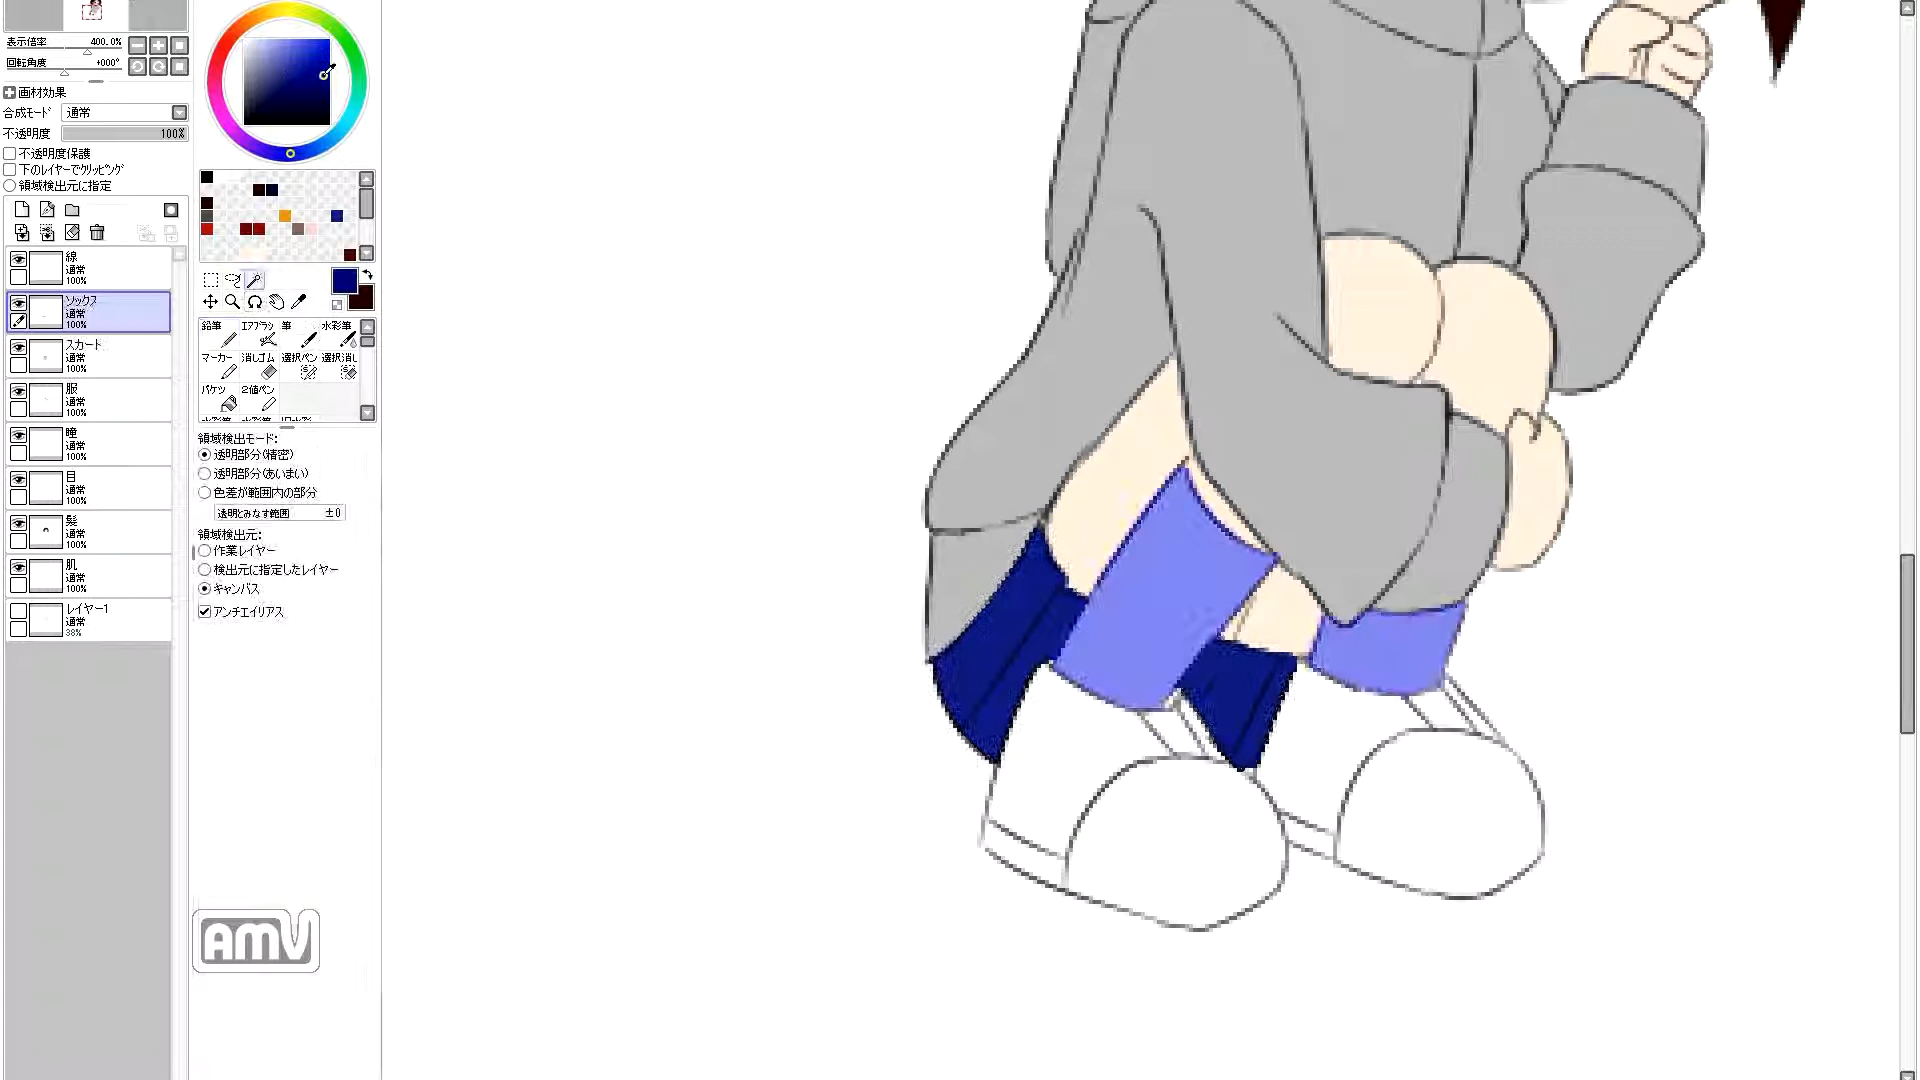 表示倍率 400.0%
回転角度 +000°
画材効果
合成モード 通常
不透明度 100%
不透明度保護
下のレイヤーでクリッピング
領域検出元に指定
線
通常
100%
ソックス
通常
100%
スカート
通常
100%
服
通常
100%
瞳
通常
100%
目
通常
100%
髪
通常
100%
肌
通常
100%
レイヤー1
通常
38%
鉛筆 エアブラシ 筆 水彩筆
マーカー 消しゴム 選択ペン 選択消し
バケツ 2値ペン
領域検出モード:
透明部分(精密)
透明部分(あいまい)
色差が範囲内の部分
透明とみなす範囲 ±0
領域検出元:
作業レイヤー
検出元に指定したレイヤー
キャンバス
アンチエイリアス
AMV